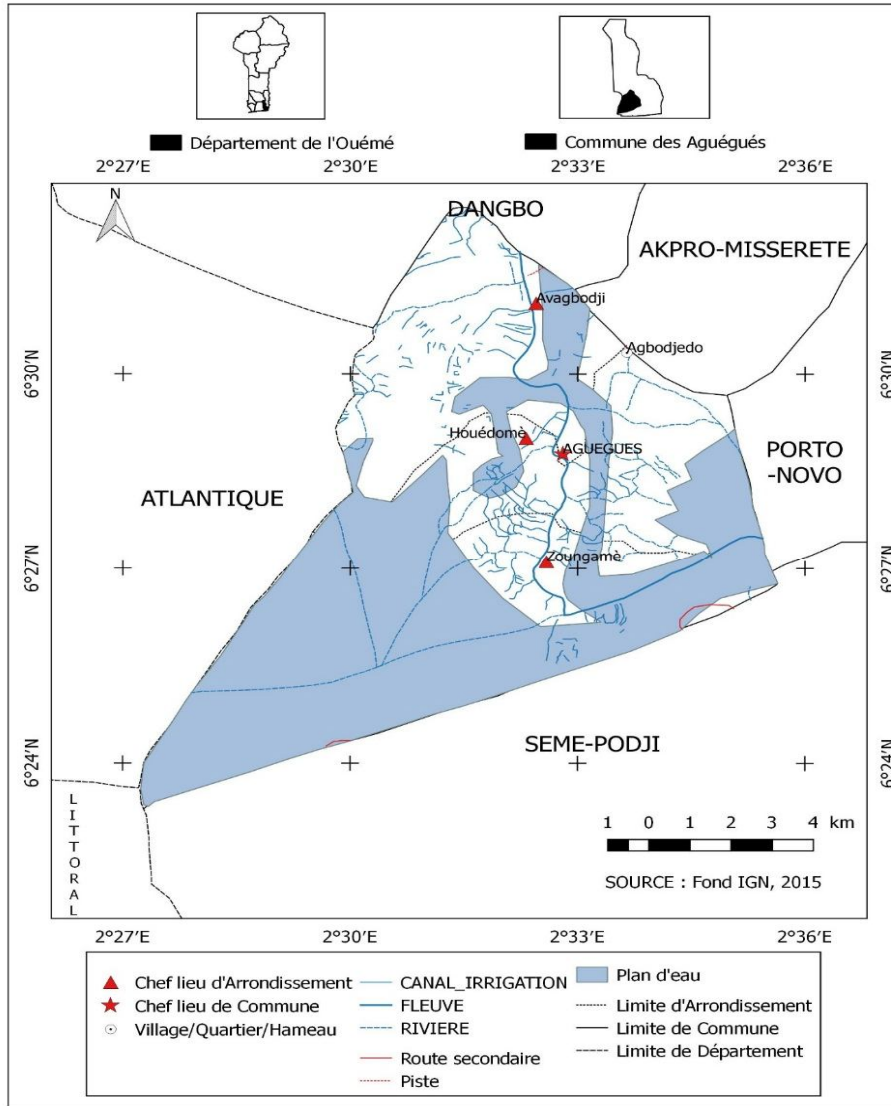 Département de l'Ouémé
Commune des Aguégués
2°27'E
2°30'E
2°33'E
2°36'E
N
DANGBO
AKPRO-MISSERETE
Avagbodji
Agbodjedo
6°30'N
6°30'N
Houédomè
AGUEGUES
PORTO
-NOVO
ATLANTIQUE
Zoungamè
6°27'N
6°27'N
SEME-PODJI
6°24'N
6°24'N
LITTORAL
1 0 1 2 3 4 km
SOURCE : Fond IGN, 2015
2°27'E
2°30'E
2°33'E
2°36'E
Chef lieu d'Arrondissement
Chef lieu de Commune
Village/Quartier/Hameau
CANAL_IRRIGATION
FLEUVE
RIVIERE
Route secondaire
Piste
Plan d'eau
Limite d'Arrondissement
Limite de Commune
Limite de Département